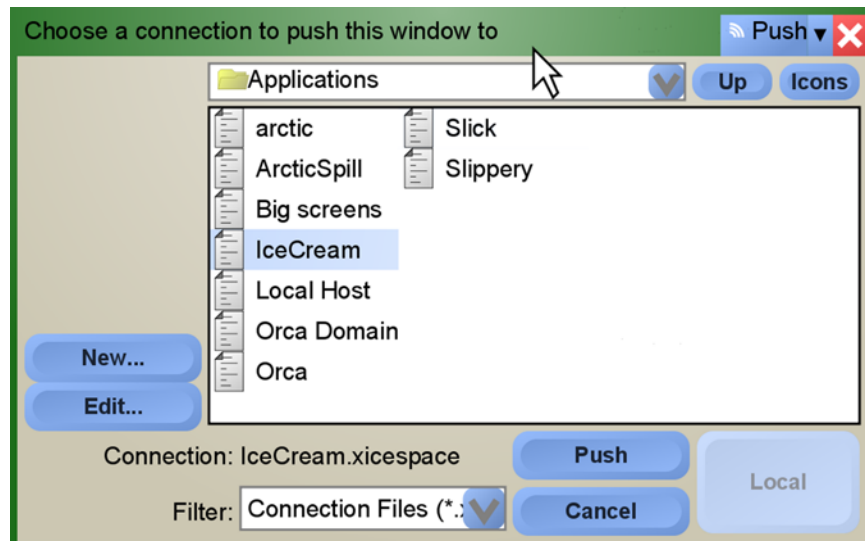 Choose a connection to push this window to
Push
Applications
Up
Icons
arctic
Slick
ArcticSpill
Slippery
Big screens
IceCream
Local Host
Orca Domain
Orca
New...
Edit...
Connection: IceCream.xicespace
Push
Local
Filter: Connection Files (*.
Cancel